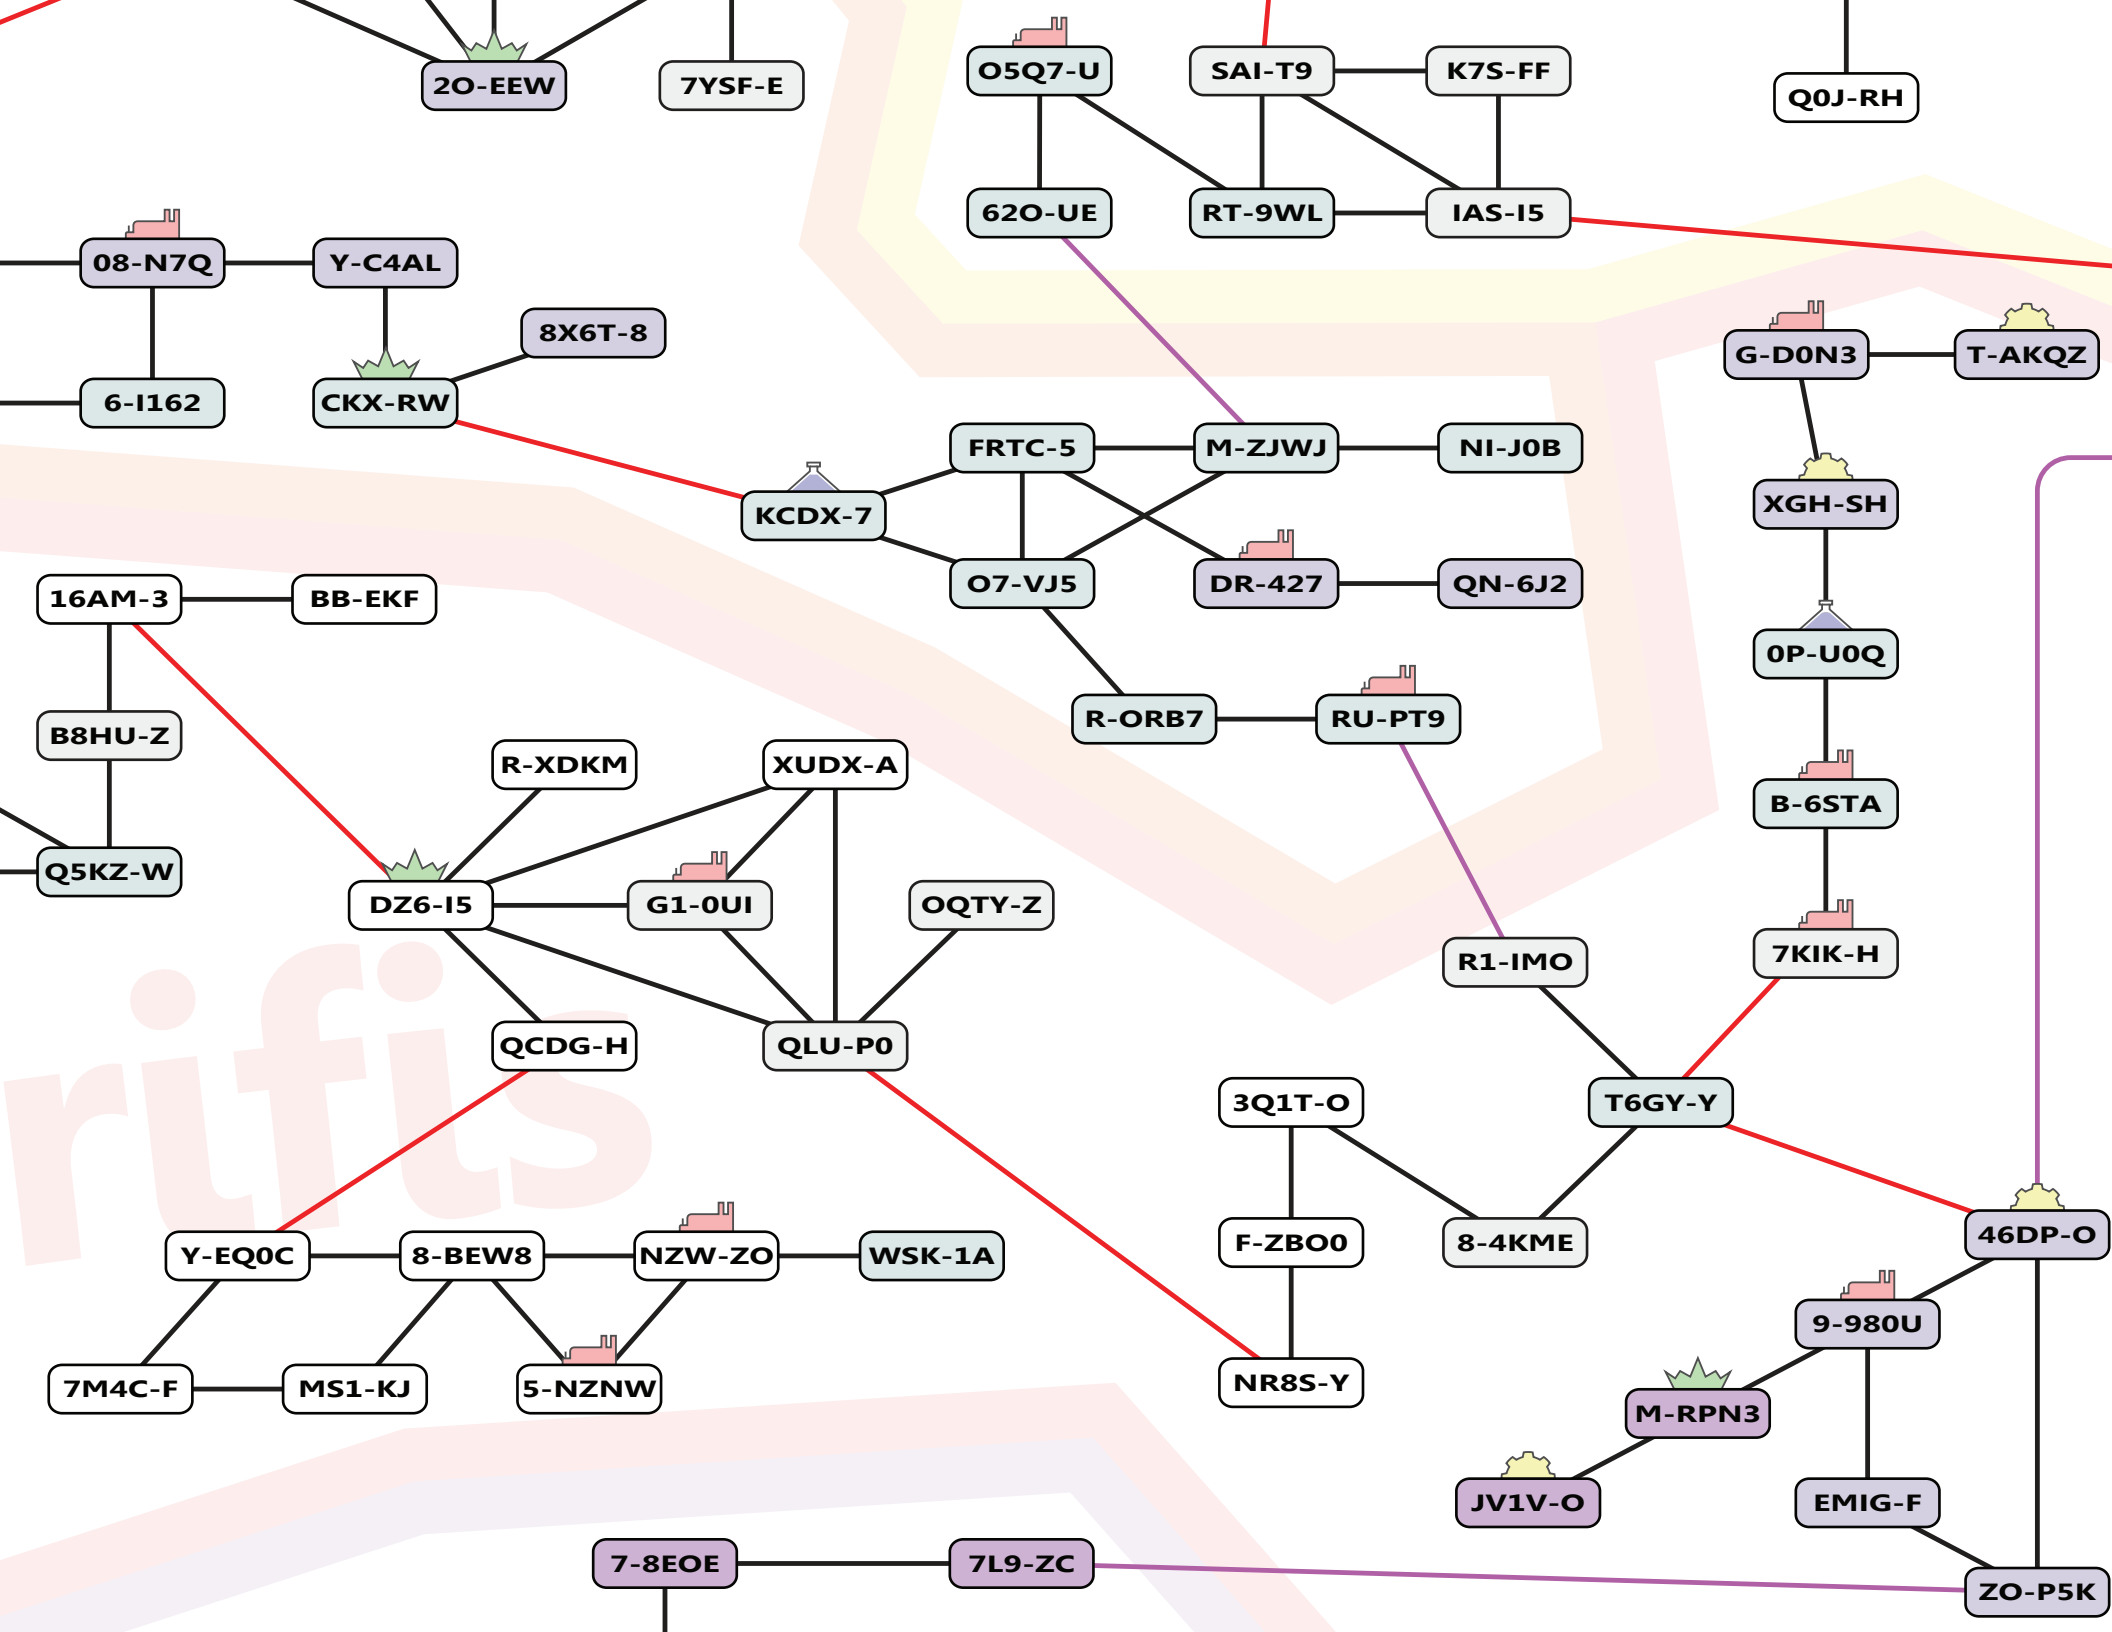 2O-EEW
7YSF-E
O5Q7-U
SAI-T9
K7S-FF
Q0J-RH
62O-UE
RT-9WL
IAS-I5
08-N7Q
Y-C4AL
8X6T-8
6-I162
CKX-RW
G-D0N3
T-AKQZ
FRTC-5
M-ZJWJ
NI-J0B
KCDX-7
XGH-SH
O7-VJ5
DR-427
QN-6J2
16AM-3
BB-EKF
0P-U0Q
R-ORB7
RU-PT9
B8HU-Z
R-XDKM
XUDX-A
B-6STA
Q5KZ-W
DZ6-I5
G1-0UI
OQTY-Z
R1-IMO
7KIK-H
QCDG-H
QLU-P0
rifis
3Q1T-O
T6GY-Y
Y-EQ0C
8-BEW8
NZW-ZO
WSK-1A
F-ZBO0
8-4KME
46DP-O
9-980U
7M4C-F
MS1-KJ
5-NZNW
NR8S-Y
M-RPN3
JV1V-O
EMIG-F
7-8EOE
7L9-ZC
ZO-P5K